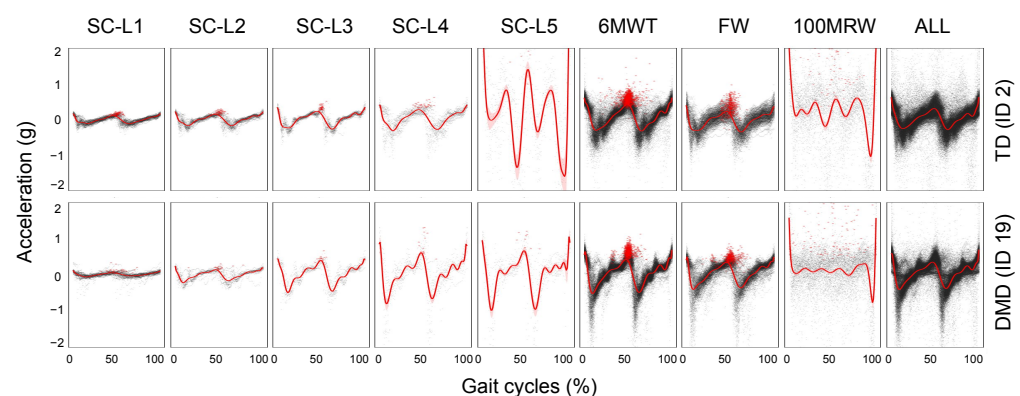 SC-L1 SC-L2 SC-L3 SC-L4 SC-L5 6MWT FW 100MRW ALL
2
1
0
−1
−2
TD (ID 2)
Acceleration (g)
2
1
0
−1
−2
DMD (ID 19)
0 50 100 0 50 100 0 50 100 0 50 100 0 50 100 0 50 100 0 50 100 0 50 100 0 50 100
Gait cycles (%)